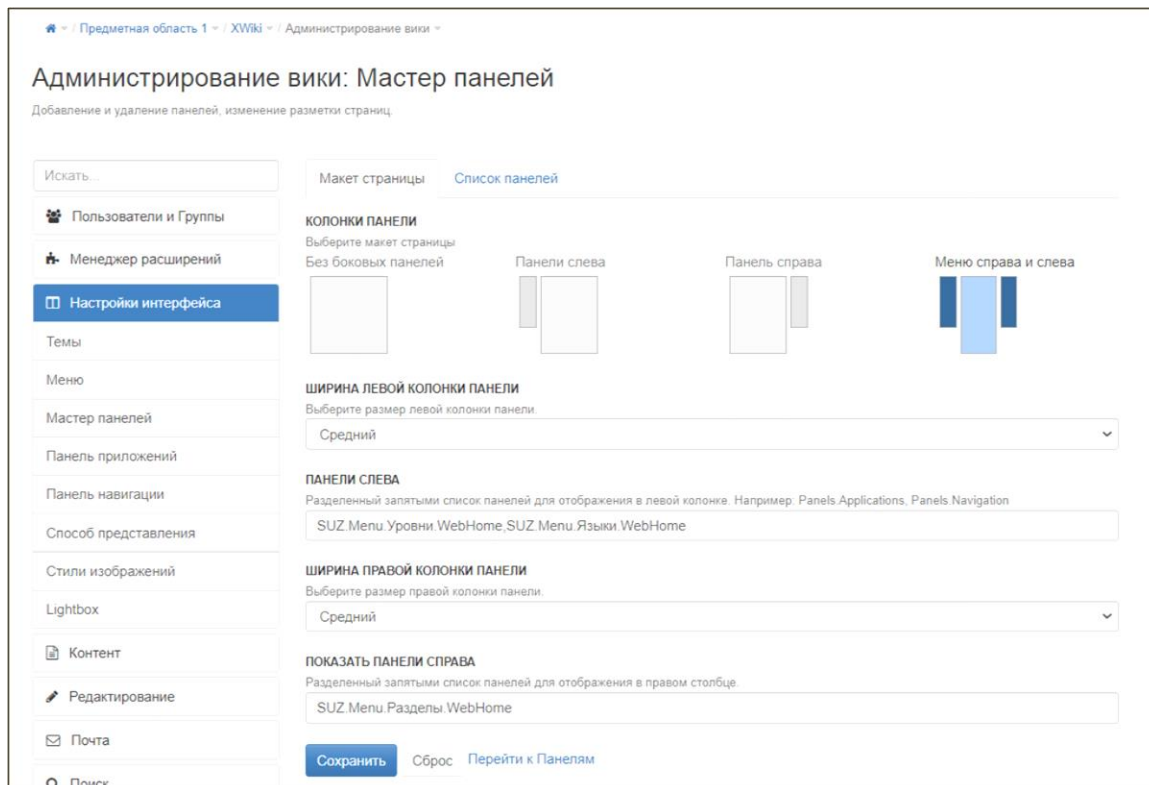 / Предметная область 1 / XWiki / Администрирование вики
Администрирование вики: Мастер панелей
Добавление и удаление панелей, изменение разметки страниц.
Искать...
Пользователи и Группы
Менеджер расширений
Настройки интерфейса
Темы
Меню
Мастер панелей
Панель приложений
Панель навигации
Способ представления
Стили изображений
Lightbox
Контент
Редактирование
Почта
Поиск
Макет страницы Список панелей
КОЛОНКИ ПАНЕЛИ
Выберите макет страницы
Без боковых панелей Панели слева Панель справа Меню справа и слева
ШИРИНА ЛЕВОЙ КОЛОНКИ ПАНЕЛИ
Выберите размер левой колонки панели.
Средний
ПАНЕЛИ СЛЕВА
Разделенный запятыми список панелей для отображения в левой колонке. Например: Panels.Applications, Panels.Navigation
SUZ.Menu.Уровни.WebHome,SUZ.Menu.Языки.WebHome
ШИРИНА ПРАВОЙ КОЛОНКИ ПАНЕЛИ
Выберите размер правой колонки панели.
Средний
ПОКАЗАТЬ ПАНЕЛИ СПРАВА
Разделенный запятыми список панелей для отображения в правом столбце.
SUZ.Menu.Разделы.WebHome
Сохранить Сброс Перейти к Панелям